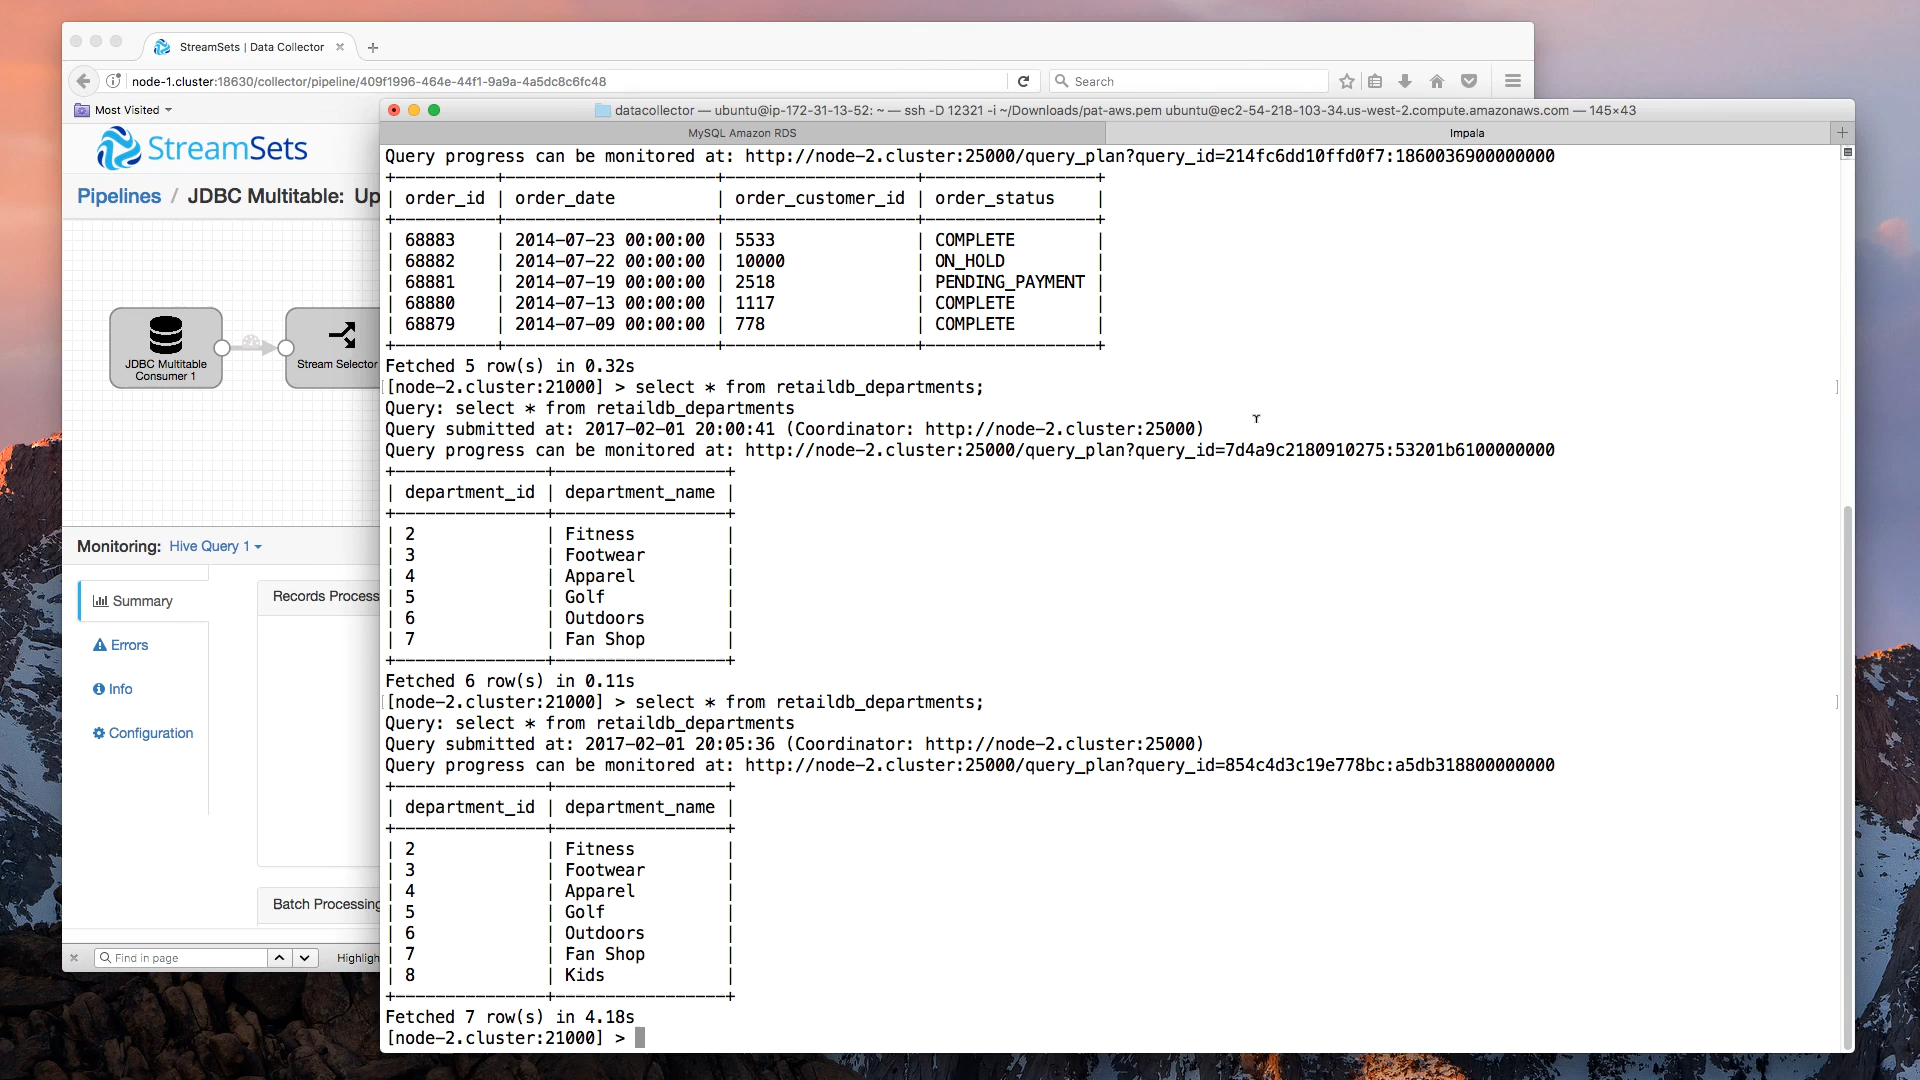 StreamSets | Data Collector
node-1.cluster:18630/collector/pipeline/409f1996-464e-44f1-9a9a-4a5dc8c6fc48
Search
Most Visited
datacollector — ubuntu@ip-172-31-13-52: ~ — ssh -D 12321 -i ~/Downloads/pat-aws.pem ubuntu@ec2-54-218-103-34.us-west-2.compute.amazonaws.com — 145×43
MySQL Amazon RDS
Impala
StreamSets
Pipelines / JDBC Multitable: Up
JDBC Multitable
Consumer 1
Stream Selector
Monitoring: Hive Query 1
Summary
Errors
Info
Configuration
Records Process
Batch Processing
Find in page
Highligh
Query progress can be monitored at: http://node-2.cluster:25000/query_plan?query_id=214fc6dd10ffd0f7:1860036900000000
+----------+---------------------+-------------------+-----------------+
| order_id | order_date | order_customer_id | order_status |
+----------+---------------------+-------------------+-----------------+
| 68883 | 2014-07-23 00:00:00 | 5533 | COMPLETE |
| 68882 | 2014-07-22 00:00:00 | 10000 | ON_HOLD |
| 68881 | 2014-07-19 00:00:00 | 2518 | PENDING_PAYMENT |
| 68880 | 2014-07-13 00:00:00 | 1117 | COMPLETE |
| 68879 | 2014-07-09 00:00:00 | 778 | COMPLETE |
+----------+---------------------+-------------------+-----------------+
Fetched 5 row(s) in 0.32s
[node-2.cluster:21000] > select * from retaildb_departments;
Query: select * from retaildb_departments
Query submitted at: 2017-02-01 20:00:41 (Coordinator: http://node-2.cluster:25000)
Query progress can be monitored at: http://node-2.cluster:25000/query_plan?query_id=7d4a9c2180910275:53201b6100000000
+---------------+-----------------+
| department_id | department_name |
+---------------+-----------------+
| 2 | Fitness |
| 3 | Footwear |
| 4 | Apparel |
| 5 | Golf |
| 6 | Outdoors |
| 7 | Fan Shop |
+---------------+-----------------+
Fetched 6 row(s) in 0.11s
[node-2.cluster:21000] > select * from retaildb_departments;
Query: select * from retaildb_departments
Query submitted at: 2017-02-01 20:05:36 (Coordinator: http://node-2.cluster:25000)
Query progress can be monitored at: http://node-2.cluster:25000/query_plan?query_id=854c4d3c19e778bc:a5db318800000000
+---------------+-----------------+
| department_id | department_name |
+---------------+-----------------+
| 2 | Fitness |
| 3 | Footwear |
| 4 | Apparel |
| 5 | Golf |
| 6 | Outdoors |
| 7 | Fan Shop |
| 8 | Kids |
+---------------+-----------------+
Fetched 7 row(s) in 4.18s
[node-2.cluster:21000] >